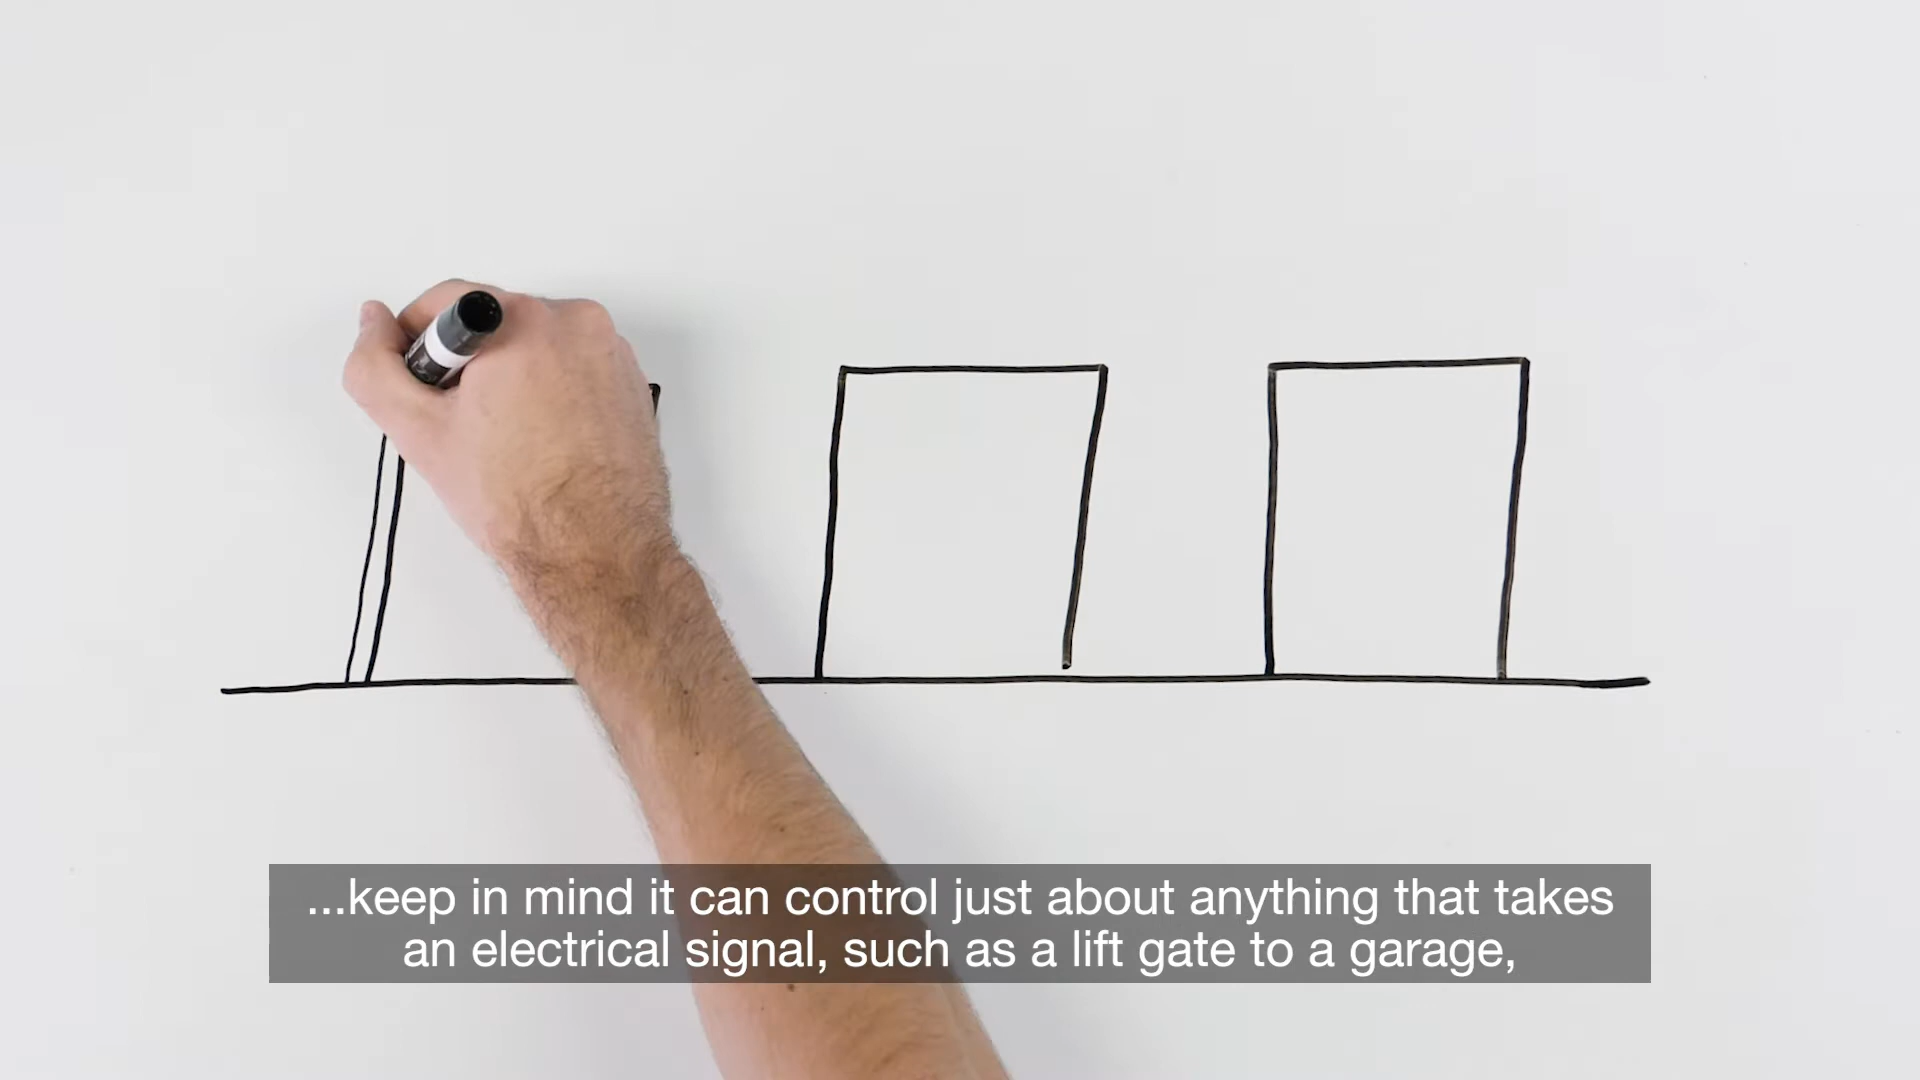 ...keep in mind it can control just about anything that takes
an electrical signal, such as a lift gate to a garage,